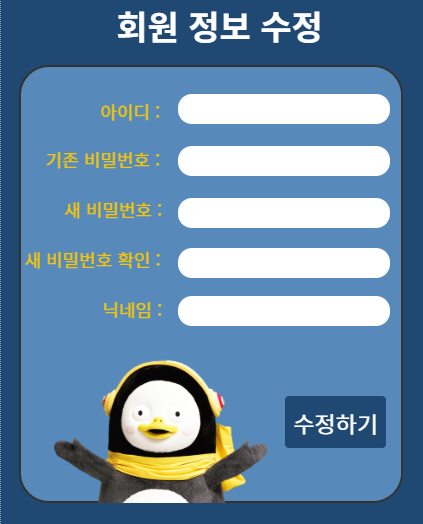 회원 정보 수정
아이디 :
기존 비밀번호 :
새 비밀번호 :
새 비밀번호 확인 :
닉네임 :
수정하기